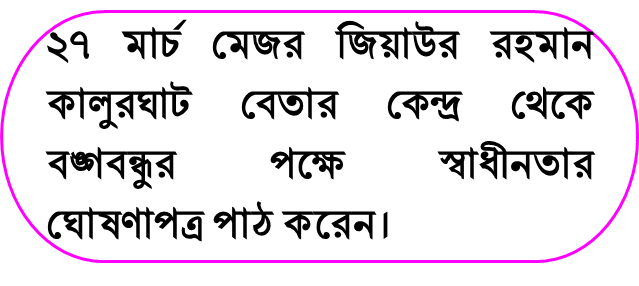 ২৭ মার্চ মেজর জিয়াউর রহমান
কালুরঘাট বেতার কেন্দ্র থেকে
বঙ্গবন্ধুর পক্ষে স্বাধীনতার
ঘোষণাপত্র পাঠ করেন।